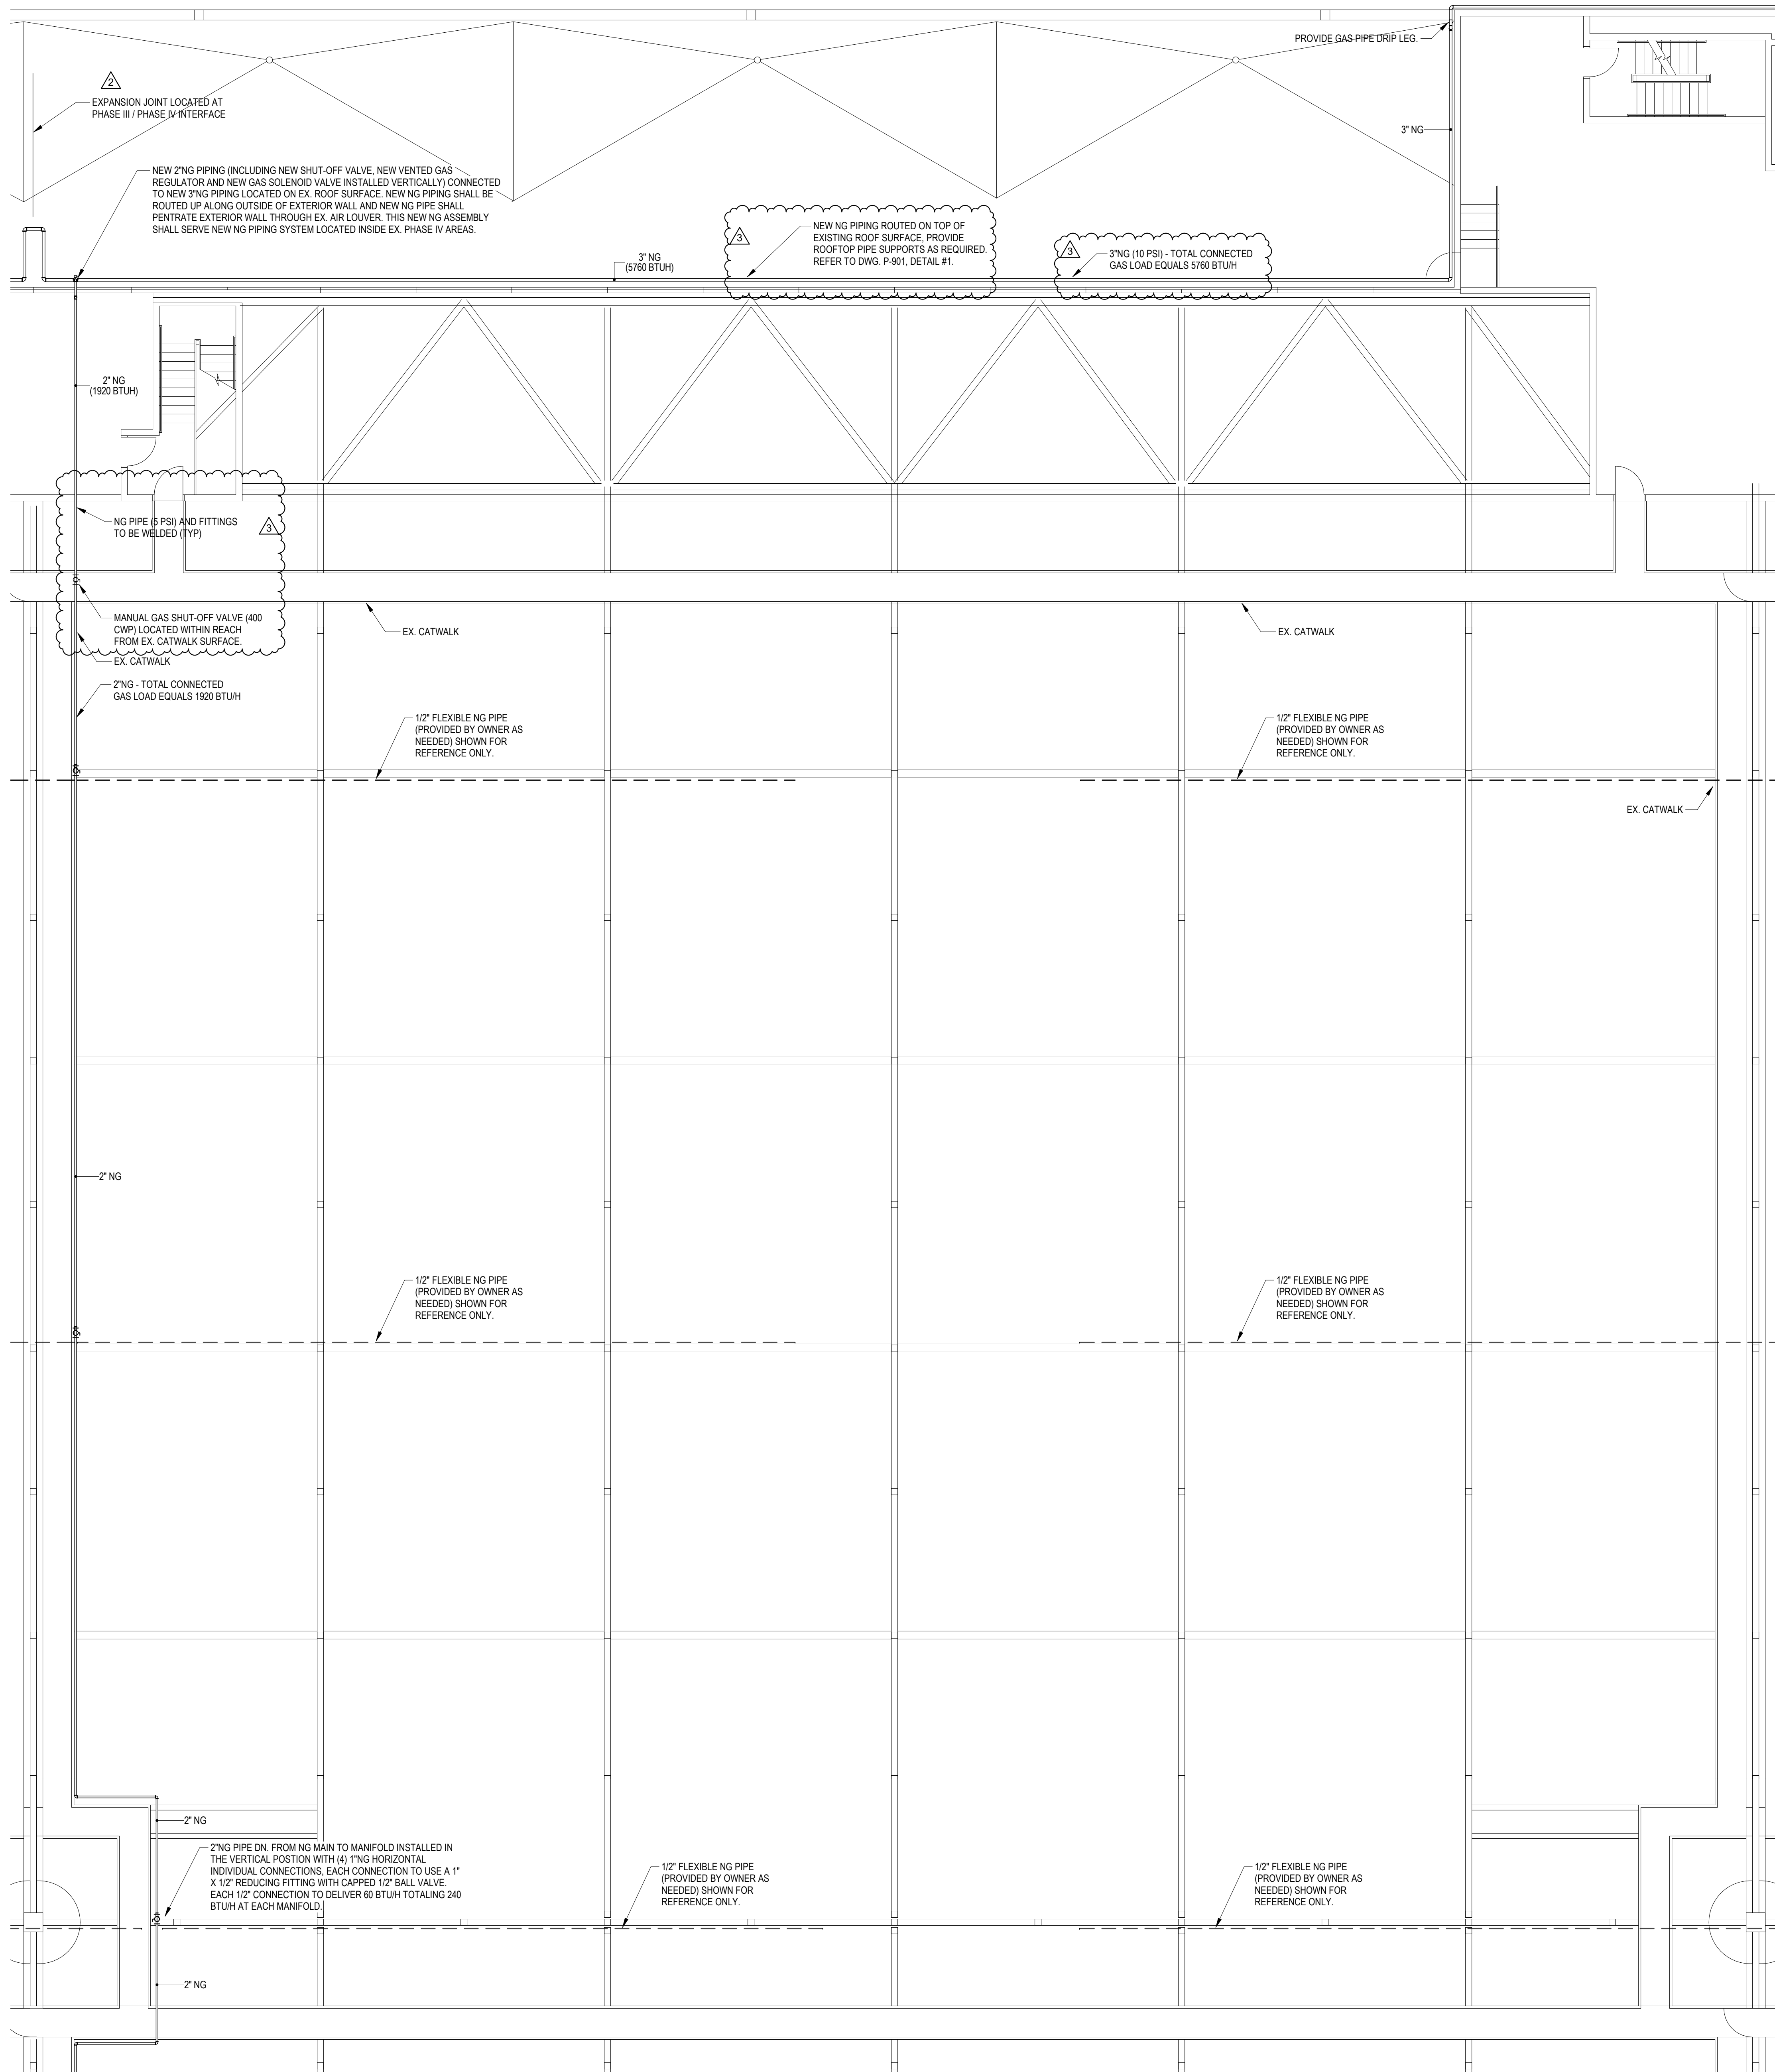 PROVIDE GAS PIPE DRIP LEG.
2
EXPANSION JOINT LOCATED AT
PHASE III / PHASE IV INTERFACE
3" NG
NEW 2"NG PIPING (INCLUDING NEW SHUT-OFF VALVE, NEW VENTED GAS
REGULATOR AND NEW GAS SOLENOID VALVE INSTALLED VERTICALLY) CONNECTED
TO NEW 3"NG PIPING LOCATED ON EX. ROOF SURFACE. NEW NG PIPING SHALL BE
ROUTED UP ALONG OUTSIDE OF EXTERIOR WALL AND NEW NG PIPE SHALL
PENTRATE EXTERIOR WALL THROUGH EX. AIR LOUVER. THIS NEW NG ASSEMBLY
SHALL SERVE NEW NG PIPING SYSTEM LOCATED INSIDE EX. PHASE IV AREAS.
3" NG
(5760 BTUH)
3
NEW NG PIPING ROUTED ON TOP OF
EXISTING ROOF SURFACE, PROVIDE
ROOFTOP PIPE SUPPORTS AS REQUIRED.
REFER TO DWG. P-901, DETAIL #1.
3
3"NG (10 PSI) - TOTAL CONNECTED
GAS LOAD EQUALS 5760 BTU/H
2" NG
(1920 BTUH)
NG PIPE (5 PSI) AND FITTINGS
TO BE WELDED (TYP)
3
MANUAL GAS SHUT-OFF VALVE (400
CWP) LOCATED WITHIN REACH
FROM EX. CATWALK SURFACE.
EX. CATWALK
EX. CATWALK
EX. CATWALK
2"NG - TOTAL CONNECTED
GAS LOAD EQUALS 1920 BTU/H
1/2" FLEXIBLE NG PIPE
(PROVIDED BY OWNER AS
NEEDED) SHOWN FOR
REFERENCE ONLY.
1/2" FLEXIBLE NG PIPE
(PROVIDED BY OWNER AS
NEEDED) SHOWN FOR
REFERENCE ONLY.
EX. CATWALK
2" NG
1/2" FLEXIBLE NG PIPE
(PROVIDED BY OWNER AS
NEEDED) SHOWN FOR
REFERENCE ONLY.
1/2" FLEXIBLE NG PIPE
(PROVIDED BY OWNER AS
NEEDED) SHOWN FOR
REFERENCE ONLY.
2" NG
2"NG PIPE DN. FROM NG MAIN TO MANIFOLD INSTALLED IN
THE VERTICAL POSTION WITH (4) 1"NG HORIZONTAL
INDIVIDUAL CONNECTIONS, EACH CONNECTION TO USE A 1"
X 1/2" REDUCING FITTING WITH CAPPED 1/2" BALL VALVE.
EACH 1/2" CONNECTION TO DELIVER 60 BTU/H TOTALING 240
BTU/H AT EACH MANIFOLD.
1/2" FLEXIBLE NG PIPE
(PROVIDED BY OWNER AS
NEEDED) SHOWN FOR
REFERENCE ONLY.
1/2" FLEXIBLE NG PIPE
(PROVIDED BY OWNER AS
NEEDED) SHOWN FOR
REFERENCE ONLY.
2" NG